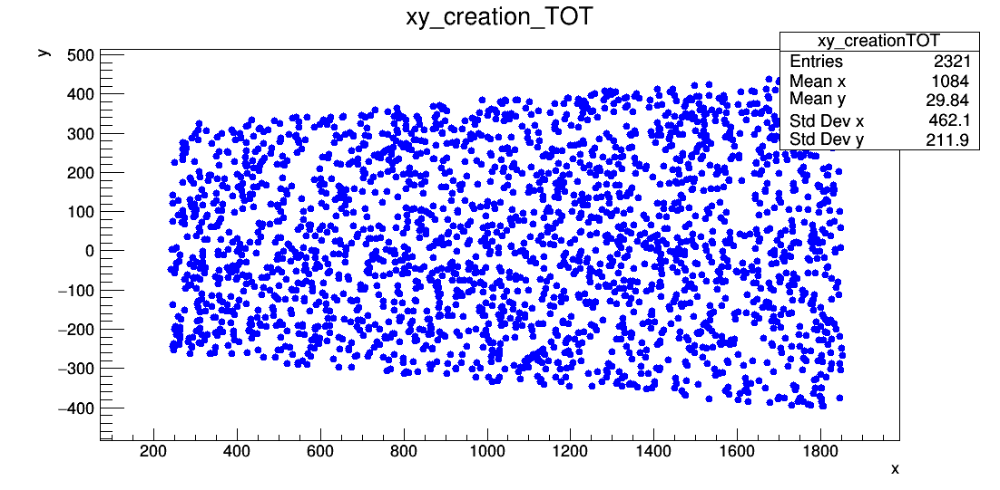 xy_creation_TOT
xy_creationTOT
Entries 2321
Mean x 1084
Mean y 29.84
Std Dev x 462.1
Std Dev y 211.9
y
500
400
300
200
100
0
−100
−200
−300
−400
200 400 600 800 1000 1200 1400 1600 1800
x